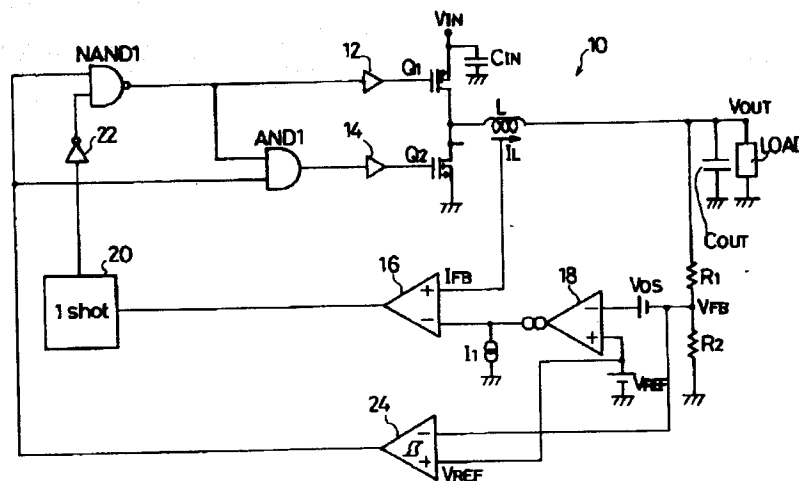 VIN
NAND1
12
Q1
CIN
10
22
AND1
14
Q2
L
IL
VOUT
LOAD
COUT
20
1 shot
16
IFB
+
−
18
VOS
−
+
R1
VFB
R2
I1
VREF
24
−
+
VREF